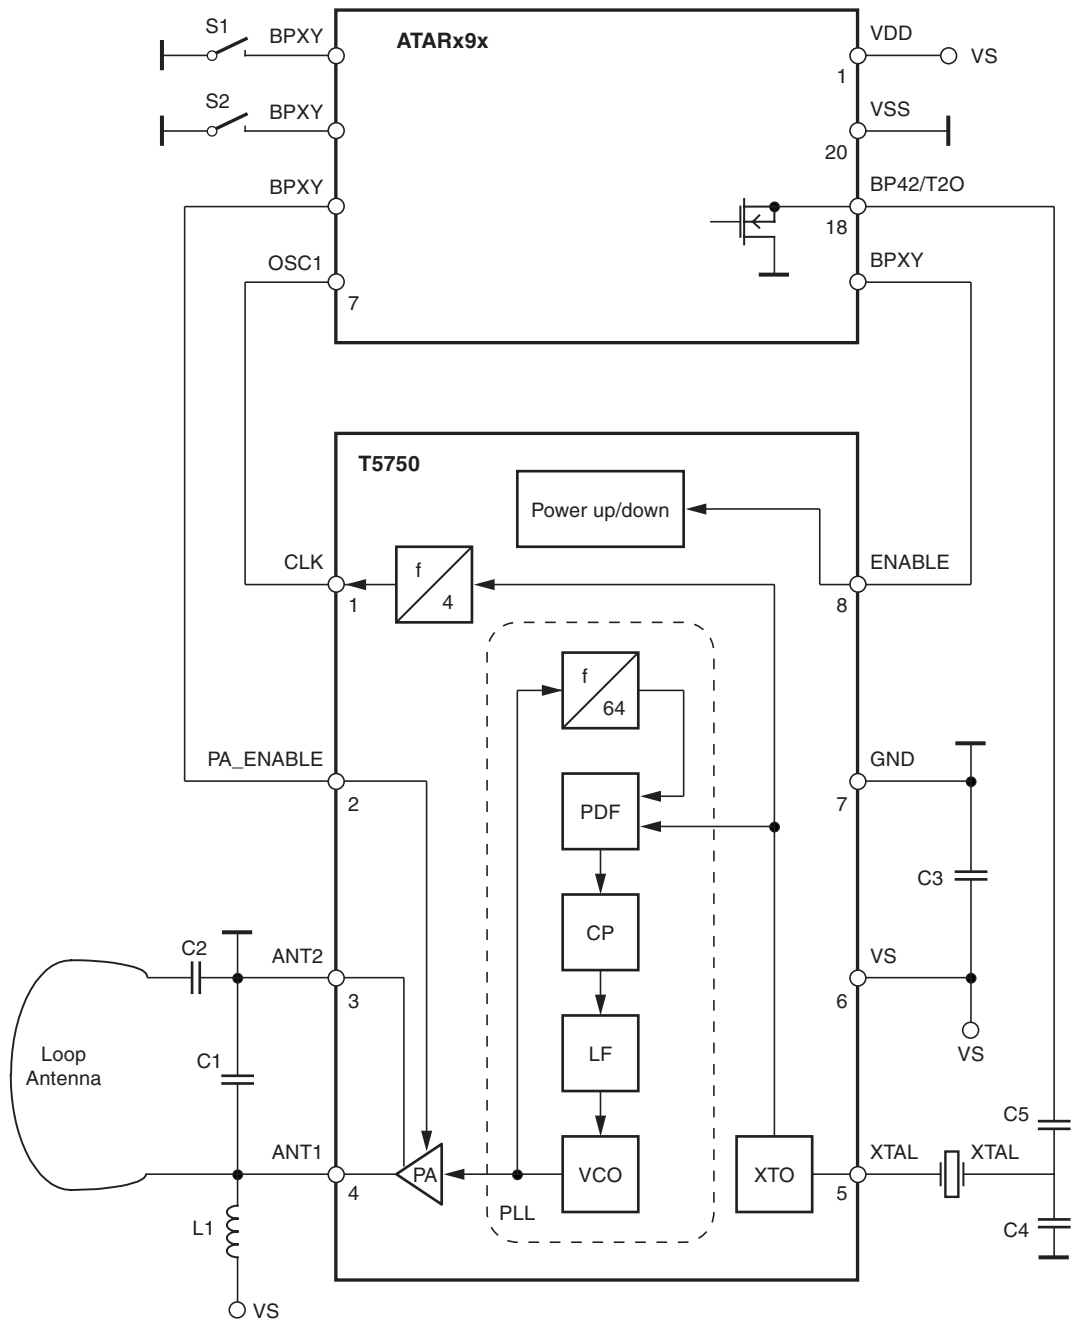 S1
BPXY
ATARx9x
VDD
1
VS
S2
BPXY
VSS
20
BPXY
BP42/T2O
18
OSC1
7
BPXY
T5750
Power up/down
CLK
1
f
4
ENABLE
8
f
64
PA_ENABLE
2
GND
7
PDF
C3
CP
C2
ANT2
3
VS
6
VS
Loop
Antenna
C1
LF
C5
ANT1
4
PA
VCO
XTO
XTAL
5
XTAL
PLL
L1
C4
VS